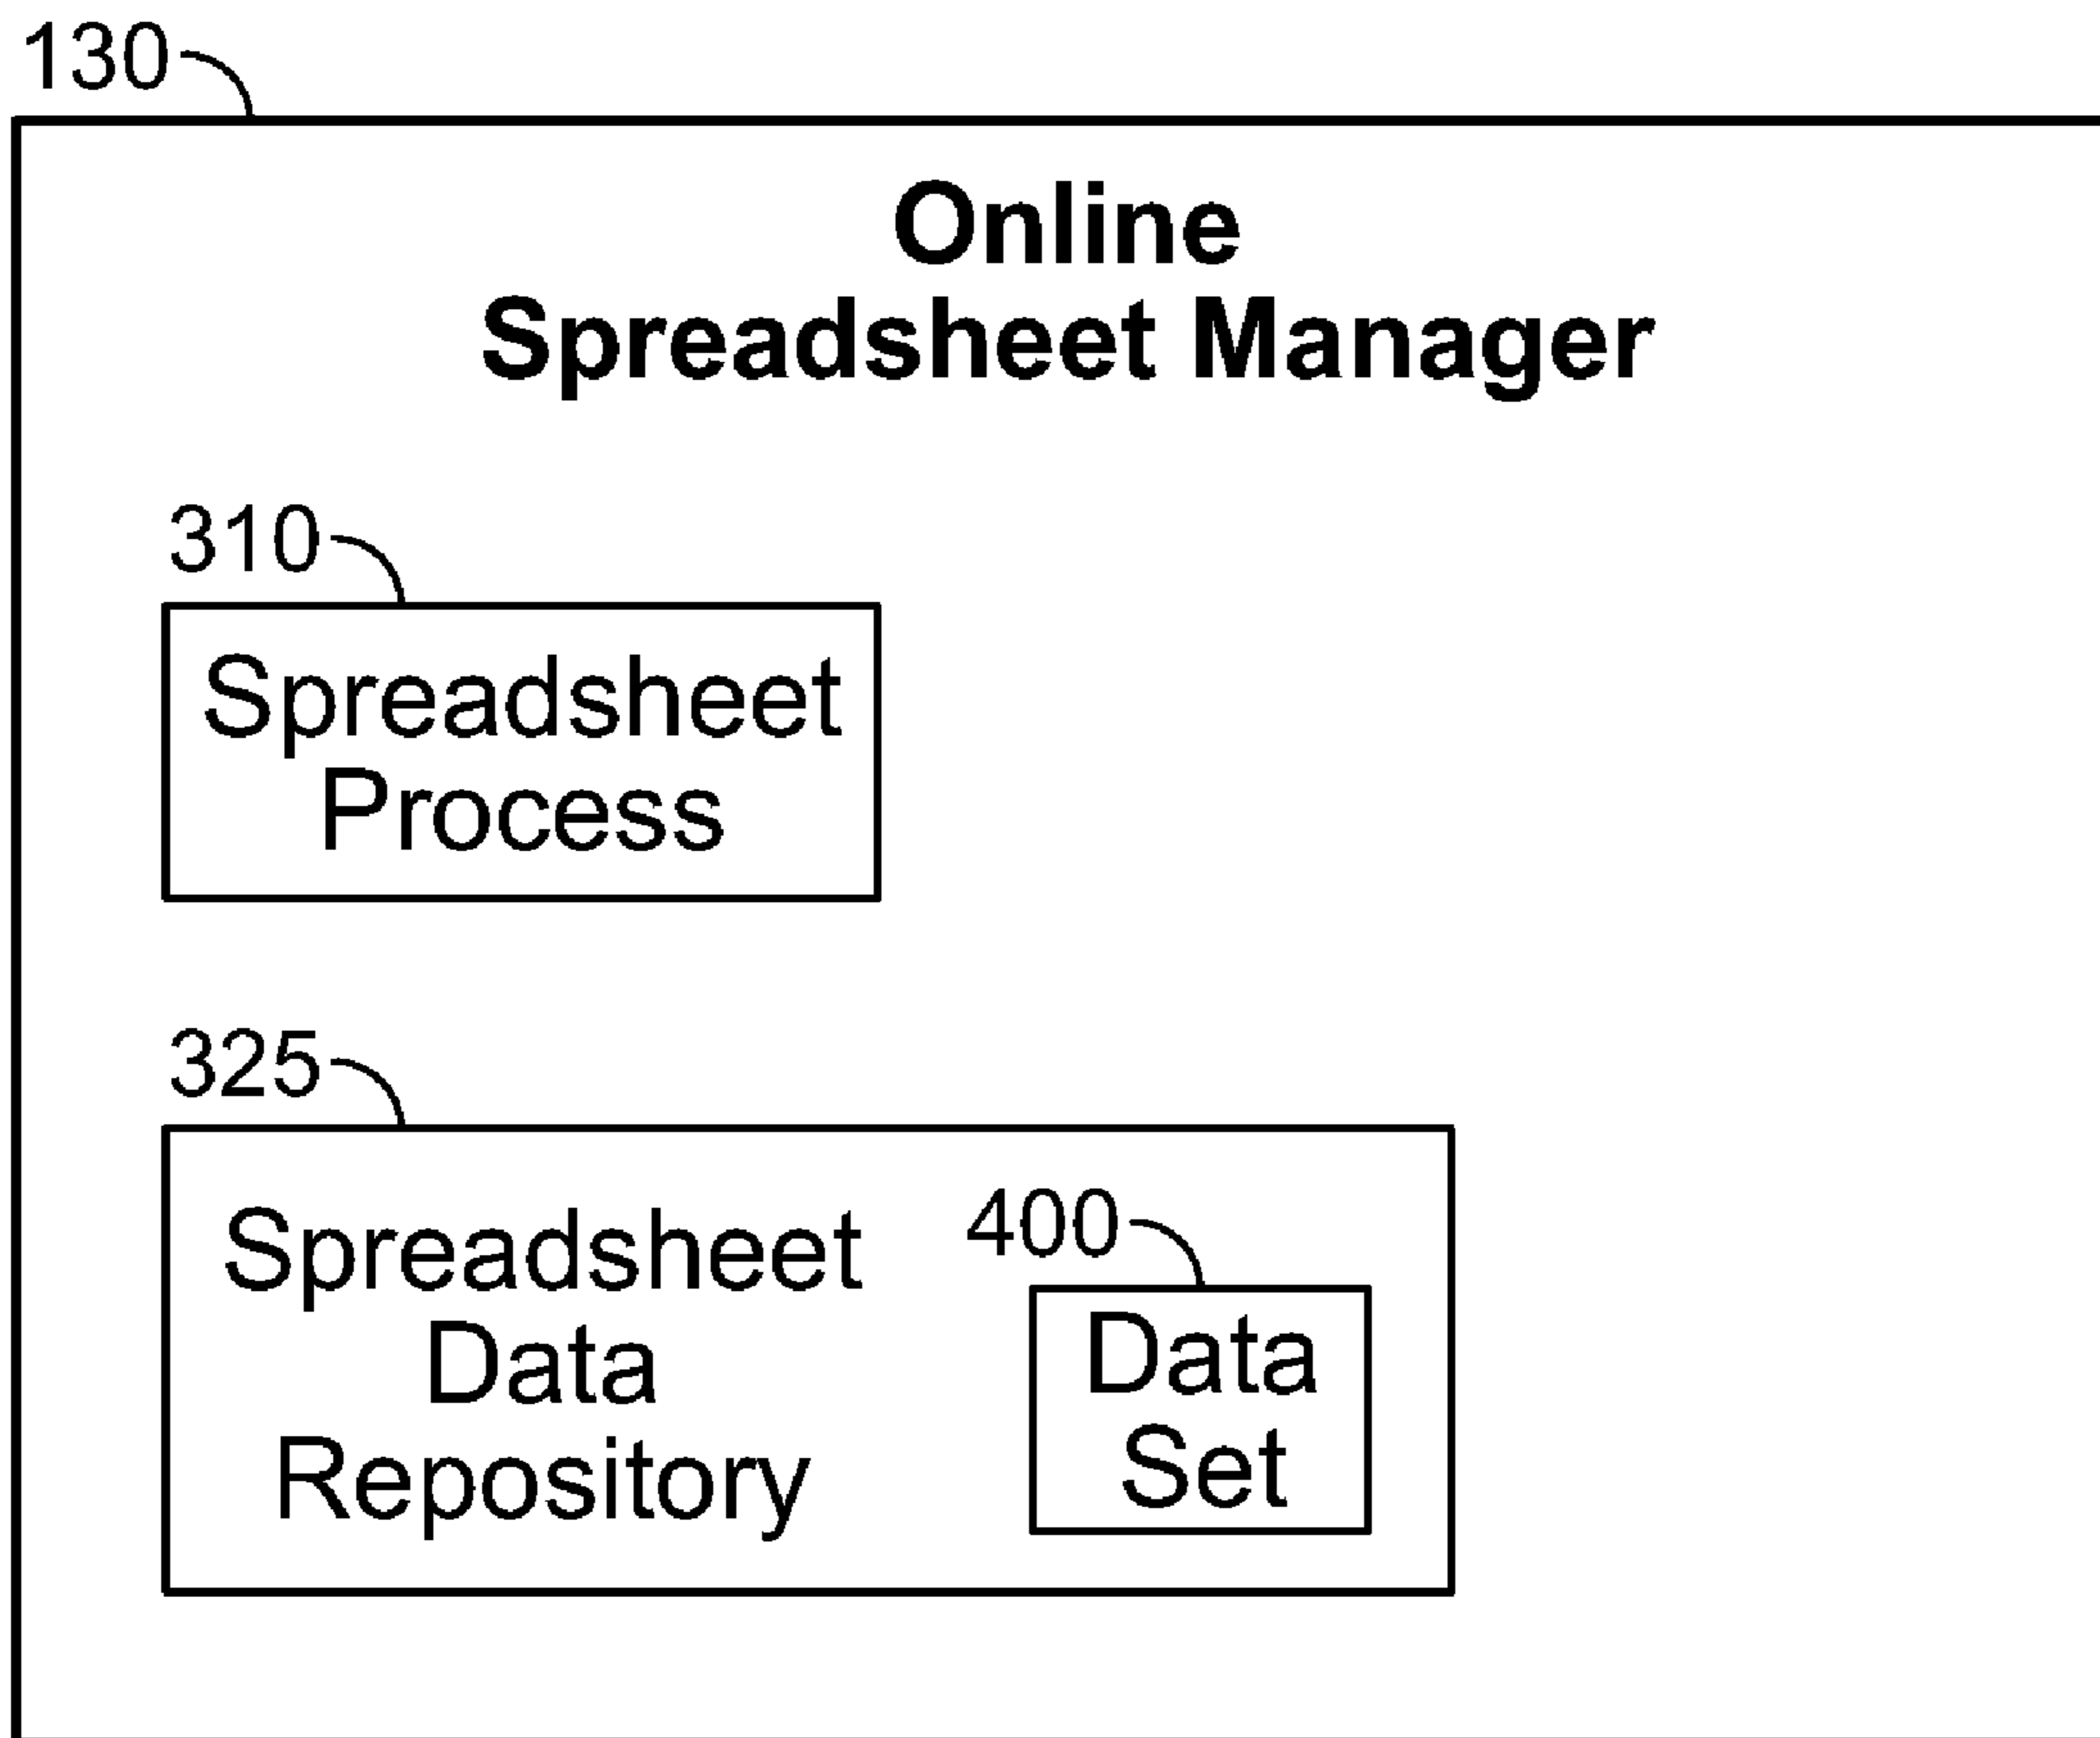 130
Online
Spreadsheet Manager
310
Spreadsheet
Process
325
Spreadsheet
Data
Repository
400
Data
Set